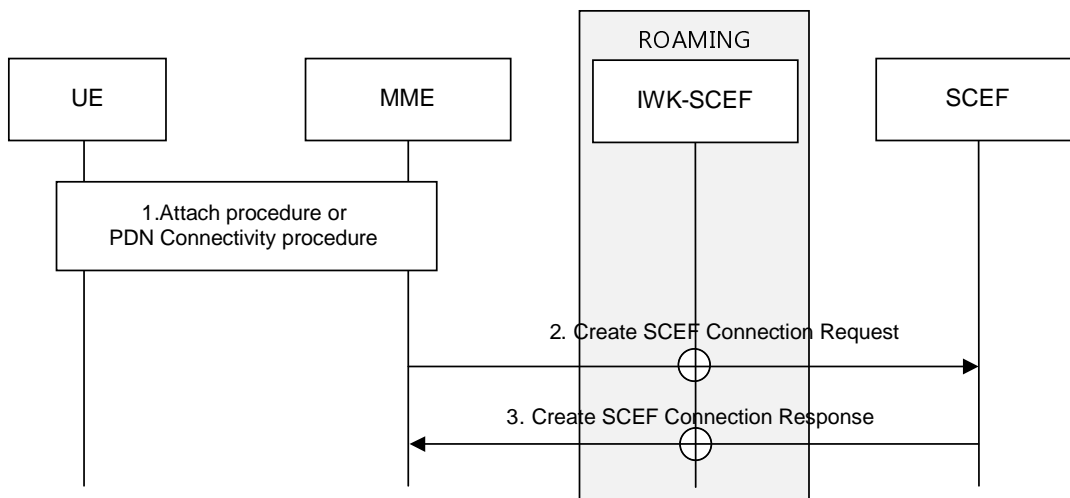 ROAMING
UE
MME
IWK-SCEF
SCEF
1.Attach procedure or
PDN Connectivity procedure
2. Create SCEF Connection Request
3. Create SCEF Connection Response